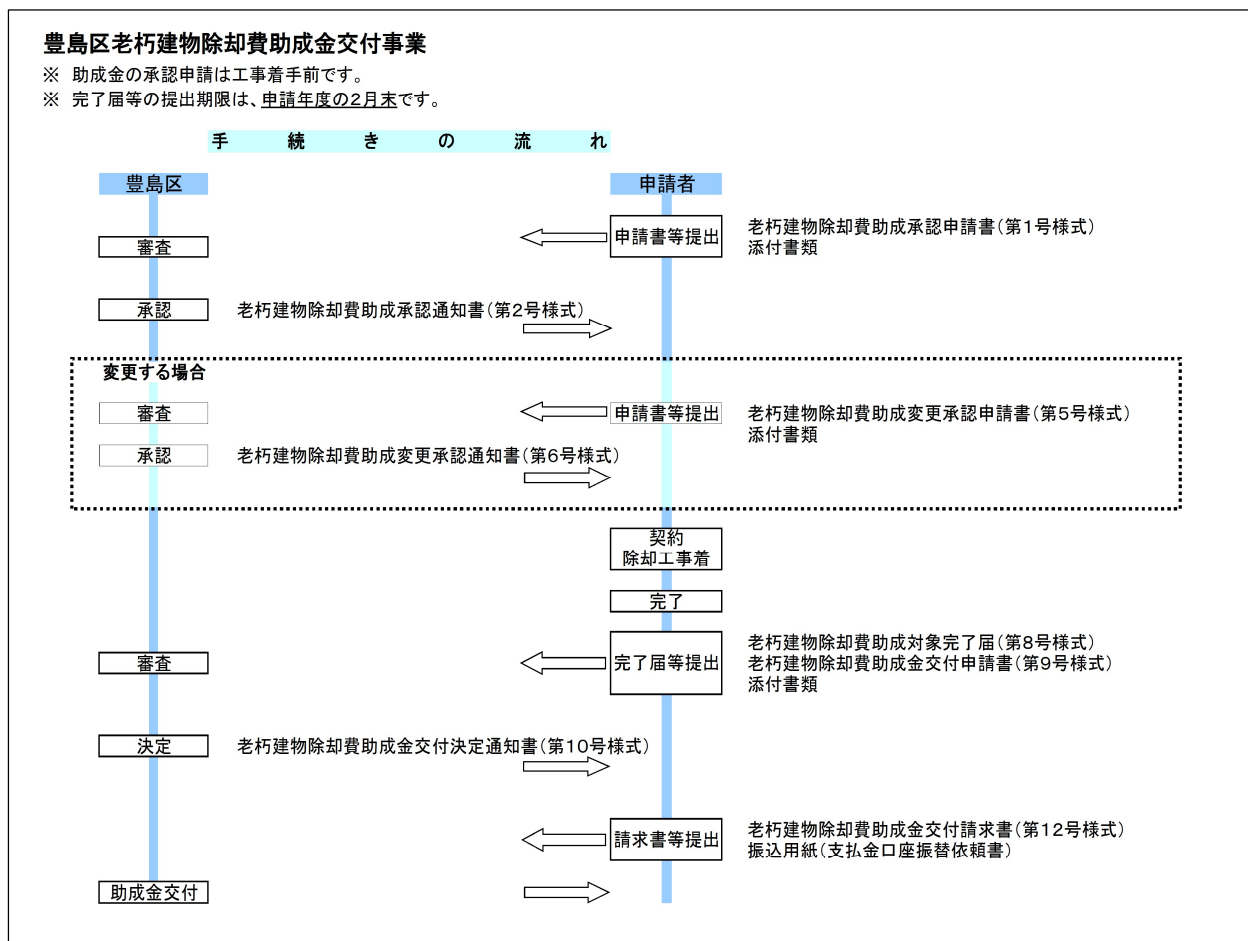 豊島区老朽建物除却費助成金交付事業
※ 助成金の承認申請は工事着手前です。
※ 完了届等の提出期限は、申請年度の2月末です。
手続きの流れ
豊島区
申請者
申請書等提出
老朽建物除却費助成承認申請書(第1号様式)
添付書類
審査
承認
老朽建物除却費助成承認通知書(第2号様式)
変更する場合
審査
申請書等提出
老朽建物除却費助成変更承認申請書(第5号様式)
添付書類
承認
老朽建物除却費助成変更承認通知書(第6号様式)
契約
除却工事着
完了
審査
完了届等提出
老朽建物除却費助成対象完了届(第8号様式)
老朽建物除却費助成金交付申請書(第9号様式)
添付書類
決定
老朽建物除却費助成金交付決定通知書(第10号様式)
請求書等提出
老朽建物除却費助成金交付請求書(第12号様式)
振込用紙(支払金口座振替依頼書)
助成金交付